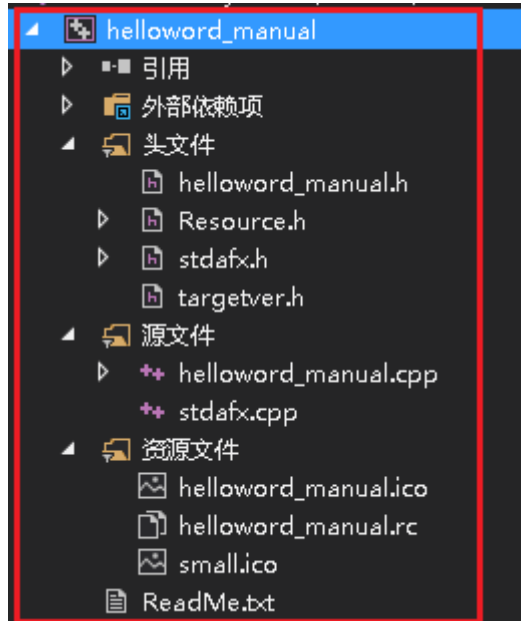 helloword_manual
引用
外部依赖项
头文件
helloword_manual.h
Resource.h
stdafx.h
targetver.h
源文件
helloword_manual.cpp
stdafx.cpp
资源文件
helloword_manual.ico
helloword_manual.rc
small.ico
ReadMe.txt